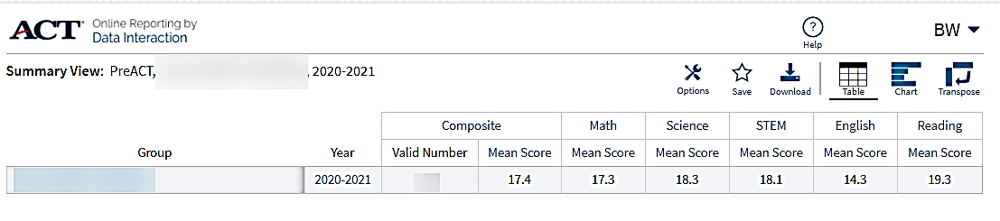 ACT® Online Reporting by
Data Interaction
BW
Help
Summary View: PreACT, , 2020-2021
Options Save Download Table Chart Transpose
Composite Math Science STEM English Reading
Group Year Valid Number Mean Score Mean Score Mean Score Mean Score Mean Score Mean Score
2020-2021 17.4 17.3 18.3 18.1 14.3 19.3